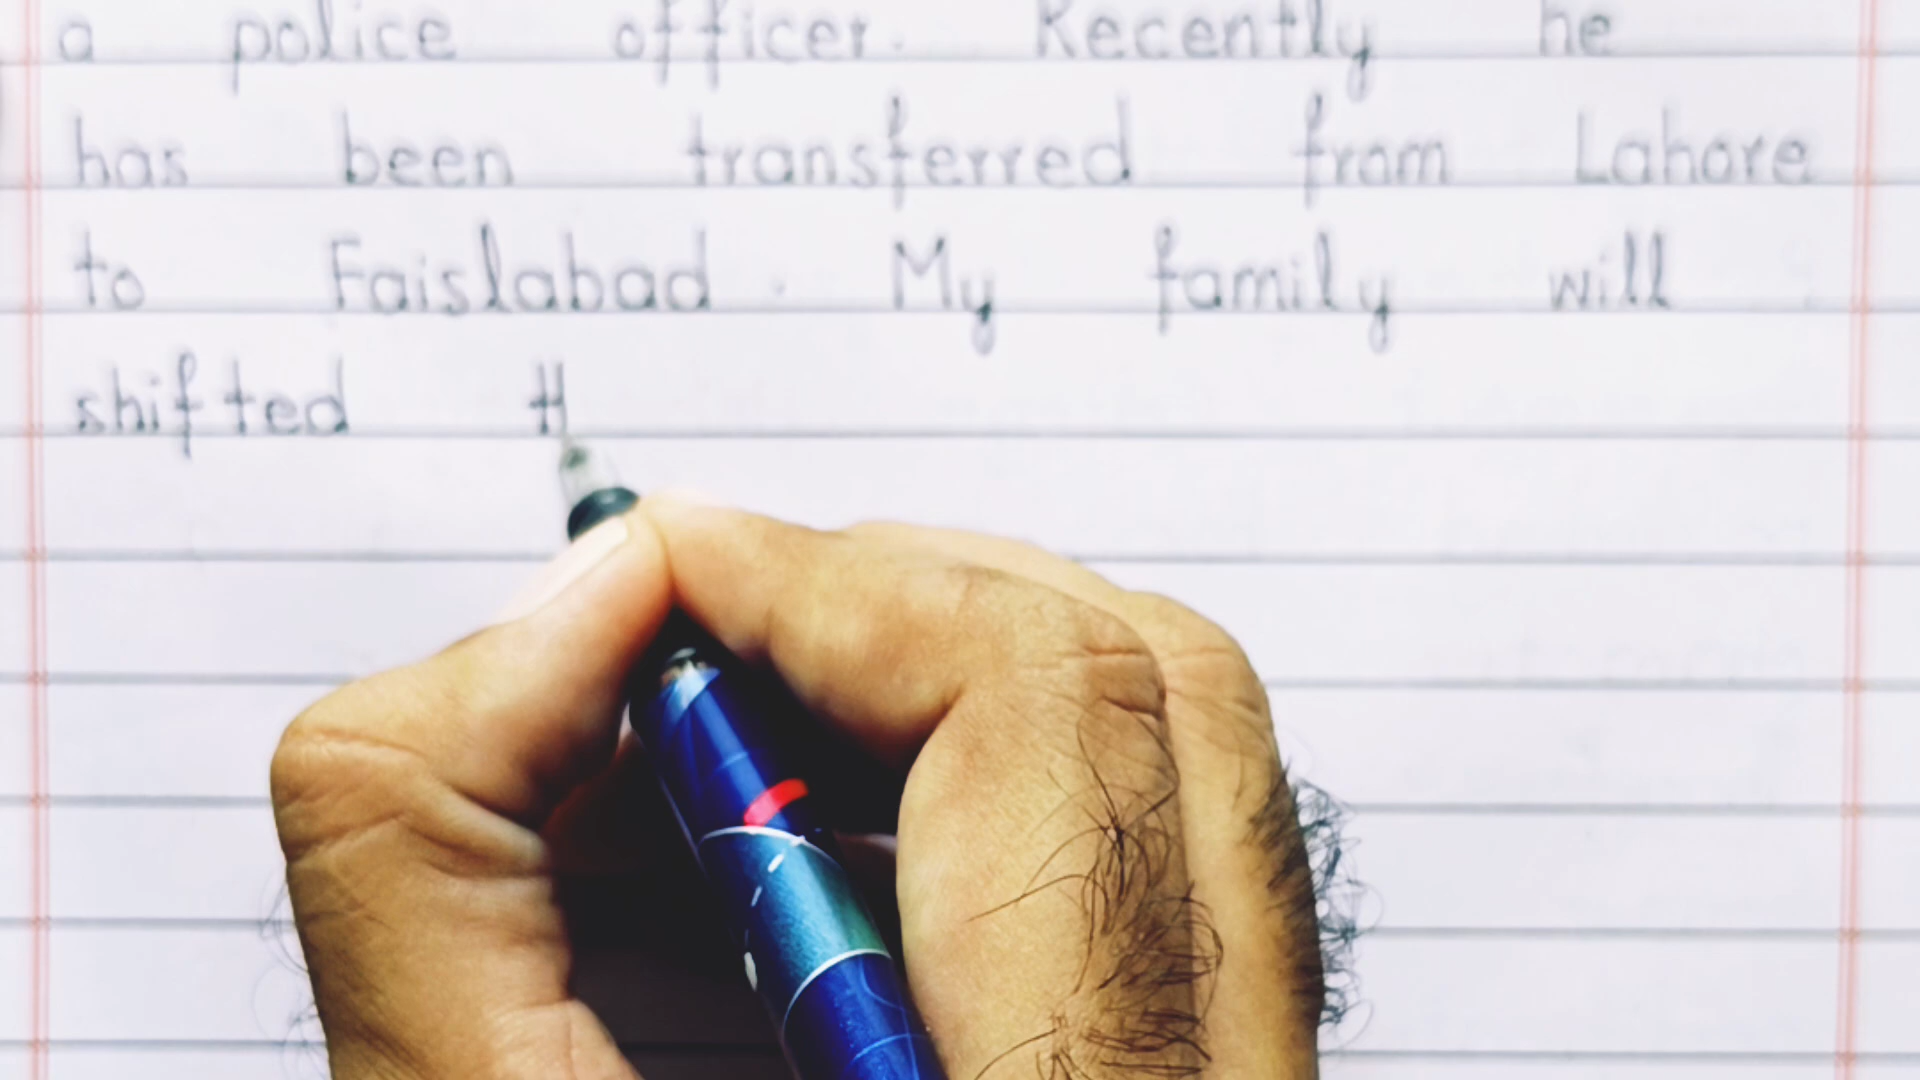 a police officer. Recently he
has been transferred from Lahore
to Faislabad. My family will
shifted